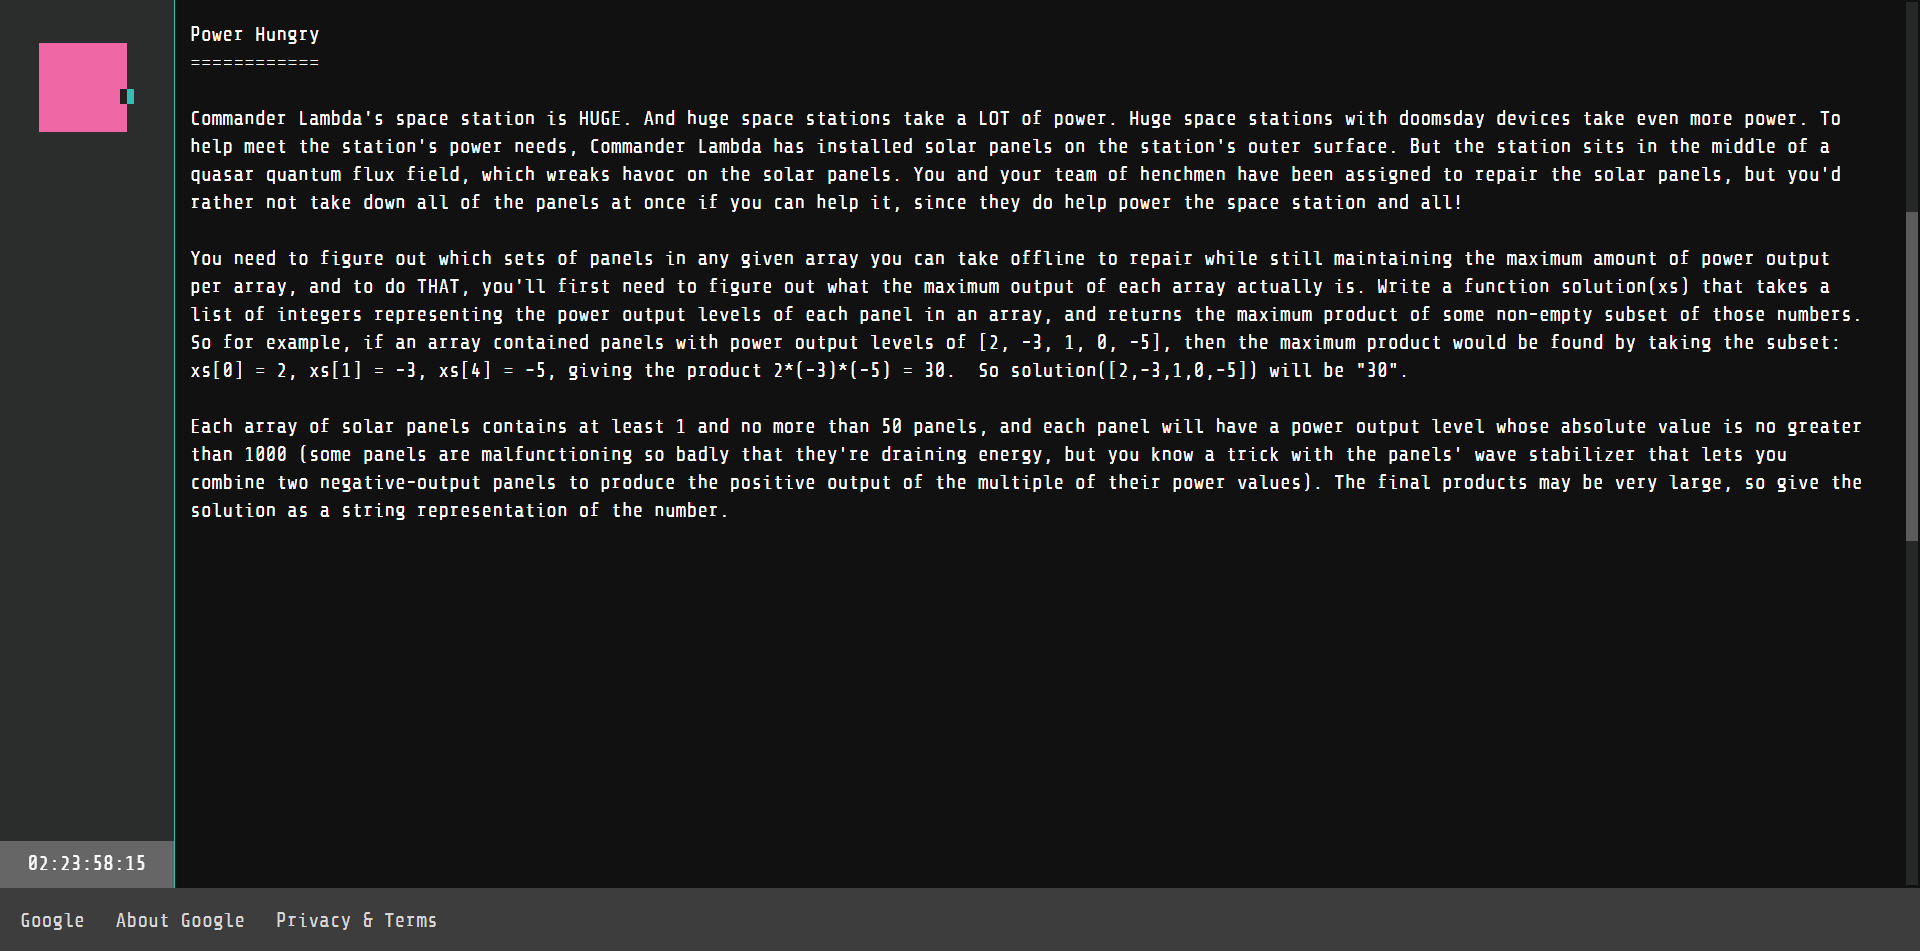 Power Hungry
============
Commander Lambda's space station is HUGE. And huge space stations take a LOT of power. Huge space stations with doomsday devices take even more power. To
help meet the station's power needs, Commander Lambda has installed solar panels on the station's outer surface. But the station sits in the middle of a
quasar quantum flux field, which wreaks havoc on the solar panels. You and your team of henchmen have been assigned to repair the solar panels, but you'd
rather not take down all of the panels at once if you can help it, since they do help power the space station and all!
You need to figure out which sets of panels in any given array you can take offline to repair while still maintaining the maximum amount of power output
per array, and to do THAT, you'll first need to figure out what the maximum output of each array actually is. Write a function solution(xs) that takes a
list of integers representing the power output levels of each panel in an array, and returns the maximum product of some non-empty subset of those numbers.
So for example, if an array contained panels with power output levels of [2, -3, 1, 0, -5], then the maximum product would be found by taking the subset:
xs[0] = 2, xs[1] = -3, xs[4] = -5, giving the product 2*(-3)*(-5) = 30.  So solution([2,-3,1,0,-5]) will be "30".
Each array of solar panels contains at least 1 and no more than 50 panels, and each panel will have a power output level whose absolute value is no greater
than 1000 (some panels are malfunctioning so badly that they're draining energy, but you know a trick with the panels' wave stabilizer that lets you
combine two negative-output panels to produce the positive output of the multiple of their power values). The final products may be very large, so give the
solution as a string representation of the number.
02:23:58:15
Google About Google Privacy & Terms